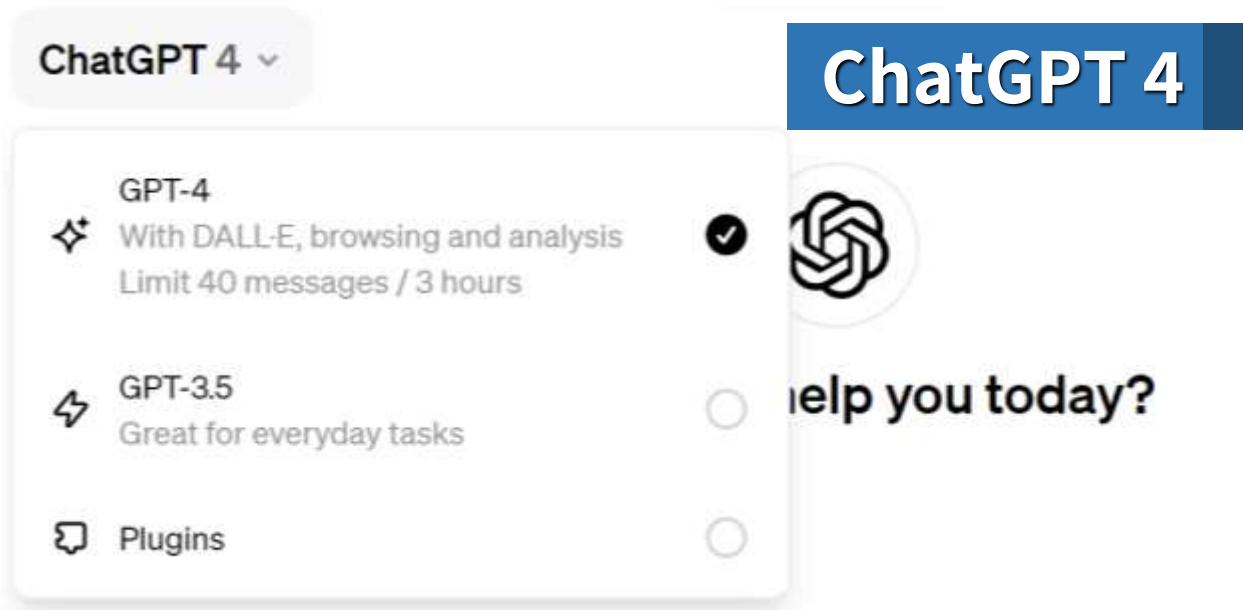 ChatGPT 4
ChatGPT 4
GPT-4
With DALL·E, browsing and analysis
Limit 40 messages / 3 hours
GPT-3.5
Great for everyday tasks
Plugins
help you today?